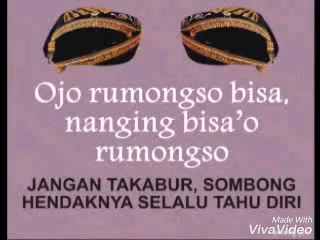 Ojo rumongso bisa,
nanging bisa'o
rumongso
JANGAN TAKABUR, SOMBONG
HENDAKNYA SELALU TAHU DIRI
Made With
VivaVideo